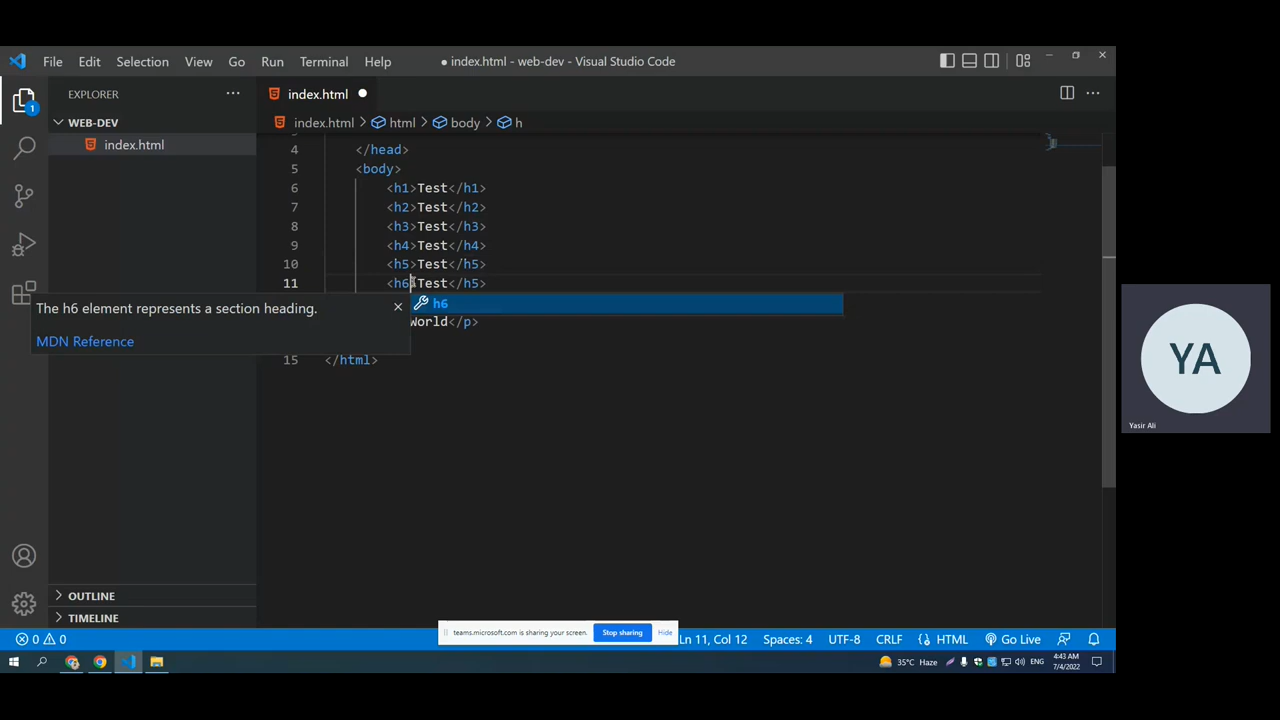 File Edit Selection View Go Run Terminal Help
● index.html - web-dev - Visual Studio Code
EXPLORER
index.html
WEB-DEV
index.html
index.html > html > body > h
4 </head>
5 <body>
6 <h1>Test</h1>
7 <h2>Test</h2>
8 <h3>Test</h3>
9 <h4>Test</h4>
10 <h5>Test</h5>
11 <h6>Test</h5>
The h6 element represents a section heading.
MDN Reference
h6
World</p>
15 </html>
YA
Yasir Ali
OUTLINE
TIMELINE
teams.microsoft.com is sharing your screen. Stop sharing Hide
0 0
Ln 11, Col 12 Spaces: 4 UTF-8 CRLF HTML Go Live
35°C Haze ENG
4:43 AM
7/4/2022
1